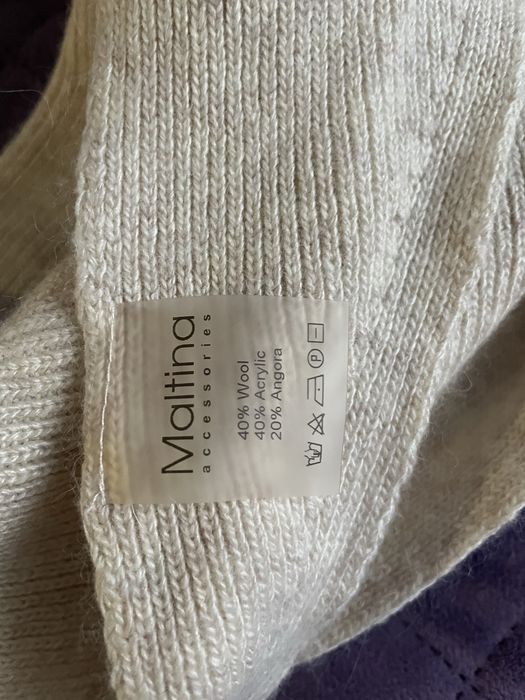 Maltina
accessories
40% Wool
40% Acrylic
20% Angora
P